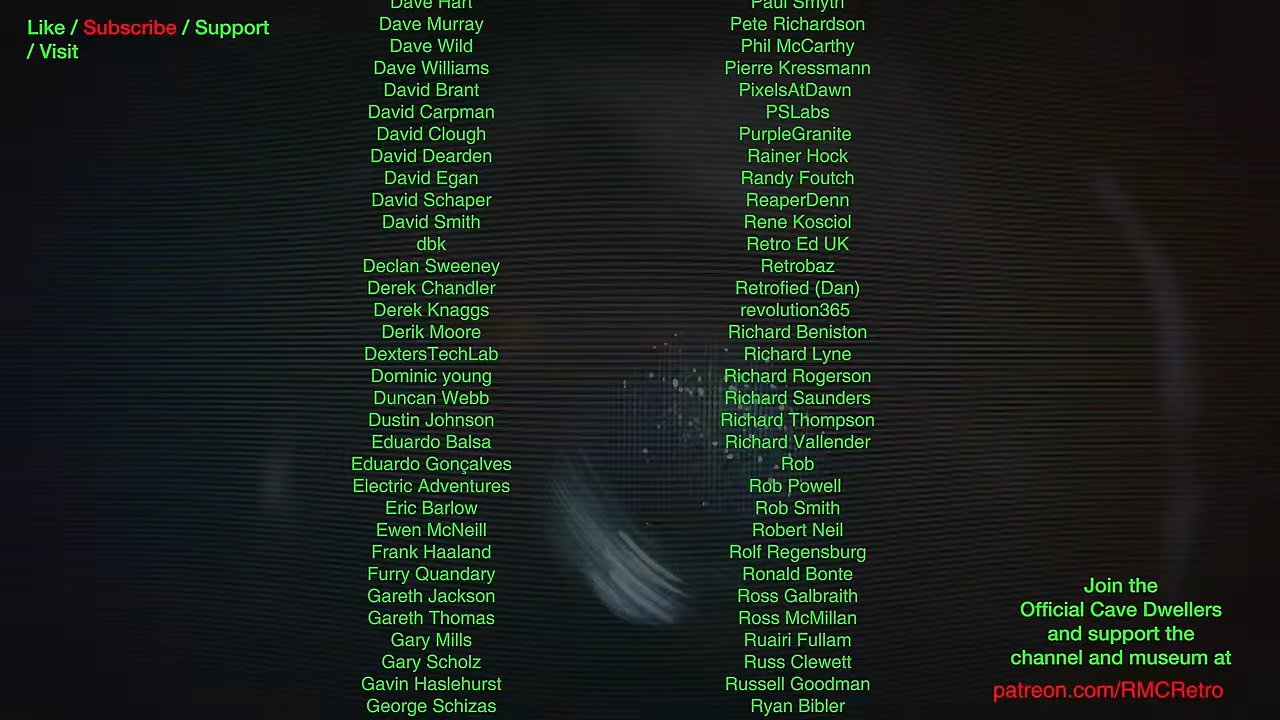 Like / Subscribe / Support
/ Visit
Dave Hart
Dave Murray
Dave Wild
Dave Williams
David Brant
David Carpman
David Clough
David Dearden
David Egan
David Schaper
David Smith
dbk
Declan Sweeney
Derek Chandler
Derek Knaggs
Derik Moore
DextersTechLab
Dominic young
Duncan Webb
Dustin Johnson
Eduardo Balsa
Eduardo Gonçalves
Electric Adventures
Eric Barlow
Ewen McNeill
Frank Haaland
Furry Quandary
Gareth Jackson
Gareth Thomas
Gary Mills
Gary Scholz
Gavin Haslehurst
George Schizas
Paul Smyth
Pete Richardson
Phil McCarthy
Pierre Kressmann
PixelsAtDawn
PSLabs
PurpleGranite
Rainer Hock
Randy Foutch
ReaperDenn
Rene Kosciol
Retro Ed UK
Retrobaz
Retrofied (Dan)
revolution365
Richard Beniston
Richard Lyne
Richard Rogerson
Richard Saunders
Richard Thompson
Richard Vallender
Rob
Rob Powell
Rob Smith
Robert Neil
Rolf Regensburg
Ronald Bonte
Ross Galbraith
Ross McMillan
Ruairi Fullam
Russ Clewett
Russell Goodman
Ryan Bibler
Join the
Official Cave Dwellers
and support the
channel and museum at
patreon.com/RMCRetro